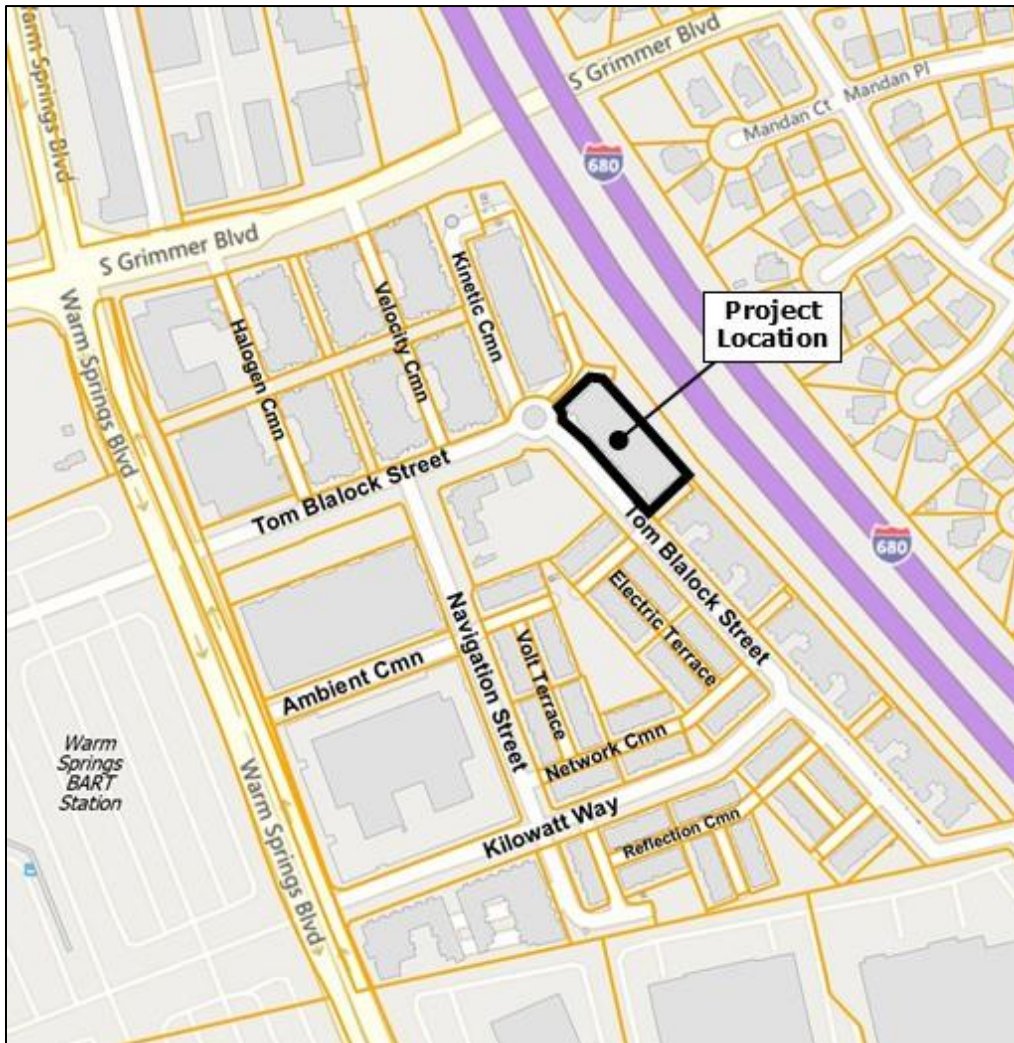 Warm Springs Blvd
S Grimmer Blvd
Mandan Ct
Mandan Pl
680
S Grimmer Blvd
Kinetic Cmn
Velocity Cmn
Halogen Cmn
Warm Springs Blvd
Project
Location
Tom Blalock Street
680
Tom Blalock Street
Electric Terrace
Navigation Street
Volt Terrace
Ambient Cmn
Network Cmn
Warm
Springs
BART
Station
Warm Springs Blvd
Kilowatt Way
Reflection Cmn